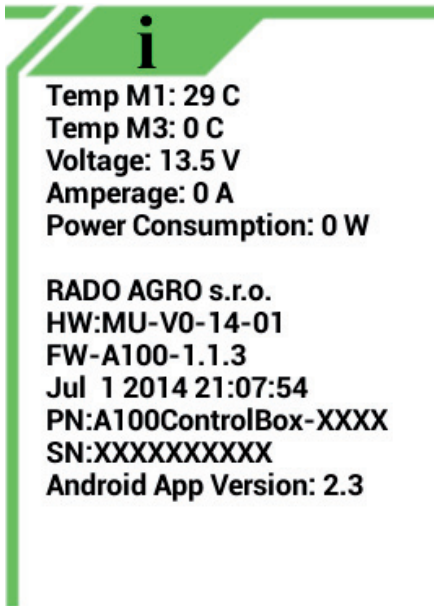 i
Temp M1: 29 C
Temp M3: 0 C
Voltage: 13.5 V
Amperage: 0 A
Power Consumption: 0 W
RADO AGRO s.r.o.
HW:MU-V0-14-01
FW-A100-1.1.3
Jul  1 2014 21:07:54
PN:A100ControlBox-XXXX
SN:XXXXXXXXXX
Android App Version: 2.3